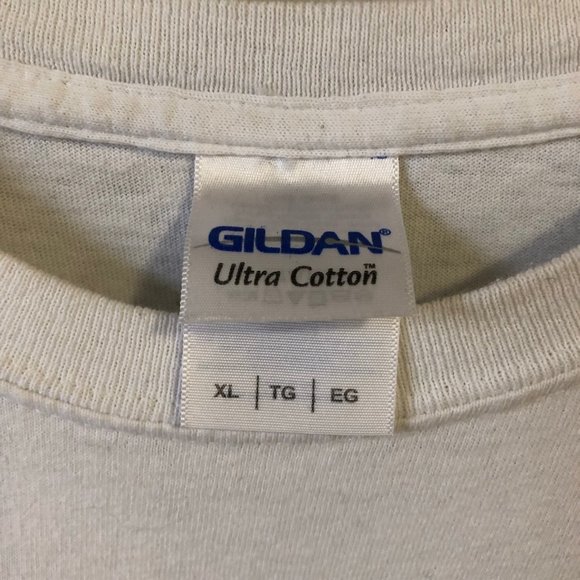 GILDAN®
Ultra Cotton™
XL | TG | EG